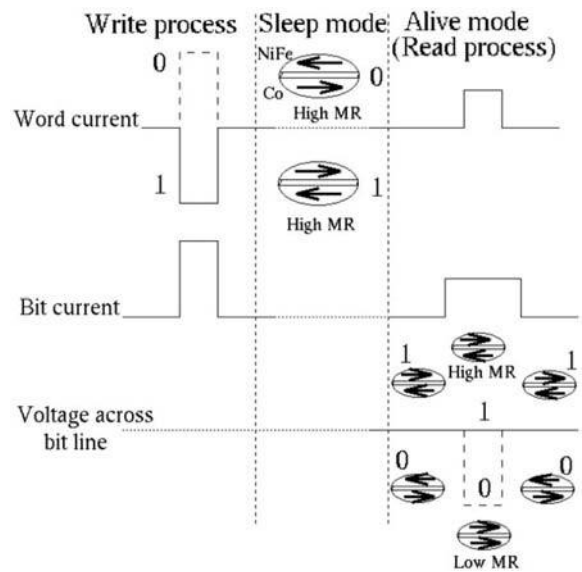 Write process
Sleep mode
Alive mode
(Read process)
0
NiFe
0
Co
High MR
Word current
1
1
High MR
Bit current
1
High MR
1
1
Voltage across
bit line
0
0
0
Low MR